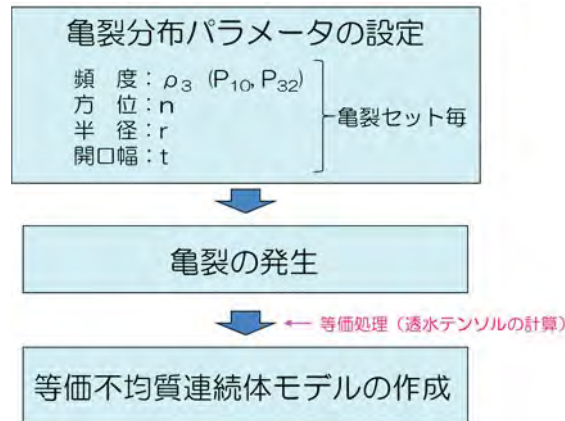 亀裂分布パラメータの設定
頻 度：ρ₃ (P₁₀, P₃₂)
方 位：n
半 径：r
開口幅：t
亀裂セット毎
亀裂の発生
← 等価処理（透水テンソルの計算）
等価不均質連続体モデルの作成